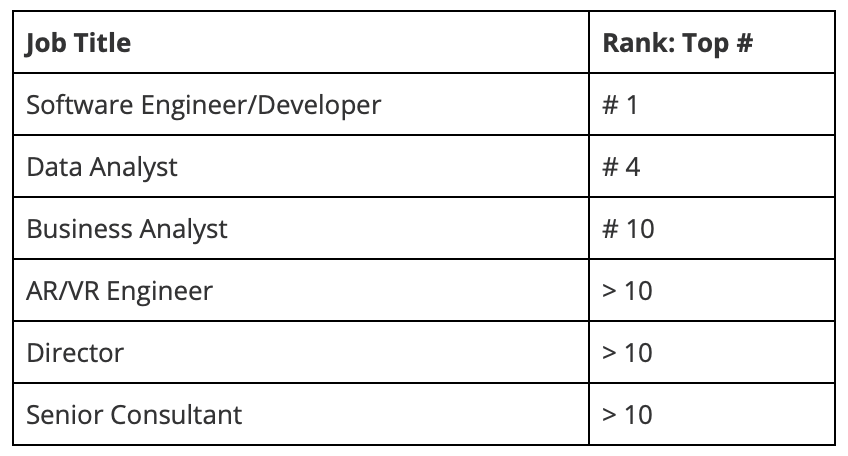 Job Title Rank: Top #
Software Engineer/Developer # 1
Data Analyst # 4
Business Analyst # 10
AR/VR Engineer > 10
Director > 10
Senior Consultant > 10